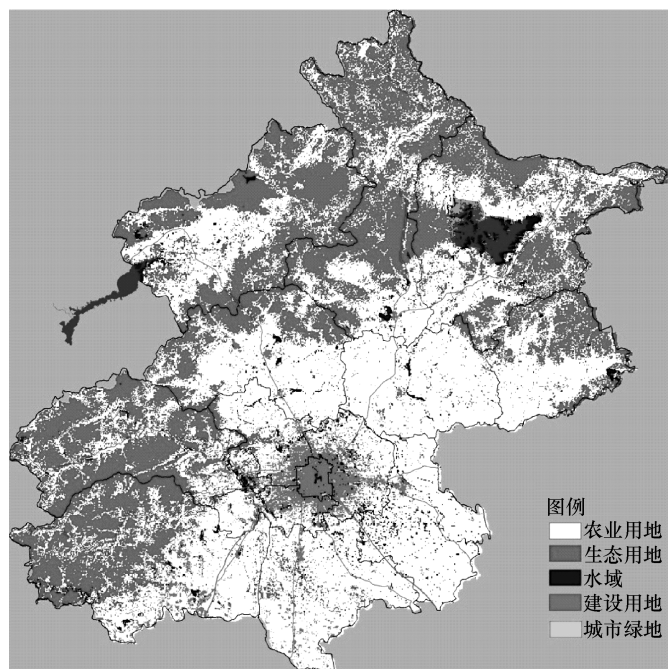 图例
农业用地
生态用地
水域
建设用地
城市绿地